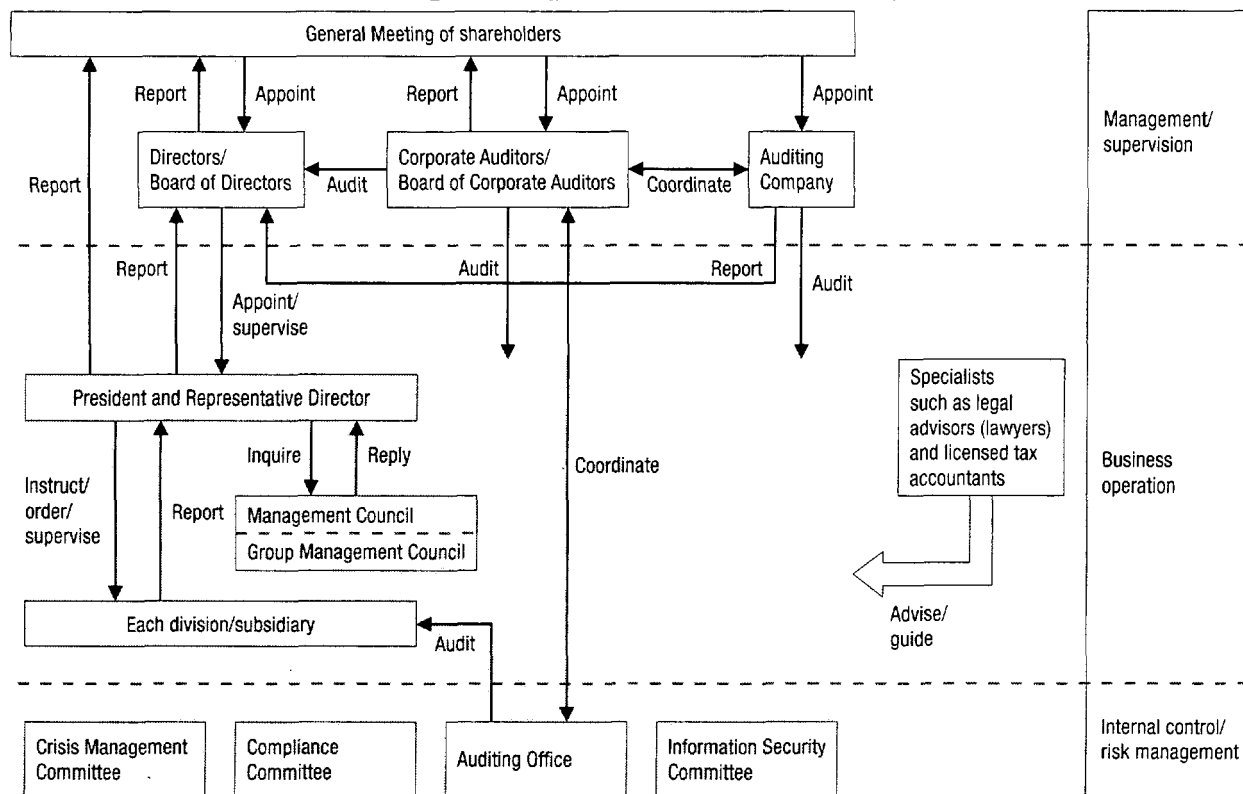 General Meeting of shareholders
Report
Appoint
Report
Appoint
Appoint
Management/
supervision
Directors/
Board of Directors
Audit
Corporate Auditors/
Board of Corporate Auditors
Coordinate
Auditing
Company
Report
Report
Audit
Report
Audit
Appoint/
supervise
President and Representative Director
Specialists
such as legal
advisors (lawyers)
and licensed tax
accountants
Inquire
Reply
Coordinate
Business
operation
Instruct/
order/
supervise
Report
Management Council
Group Management Council
Each division/subsidiary
Audit
Advise/
guide
Crisis Management
Committee
Compliance
Committee
Auditing Office
Information Security
Committee
Internal control/
risk management